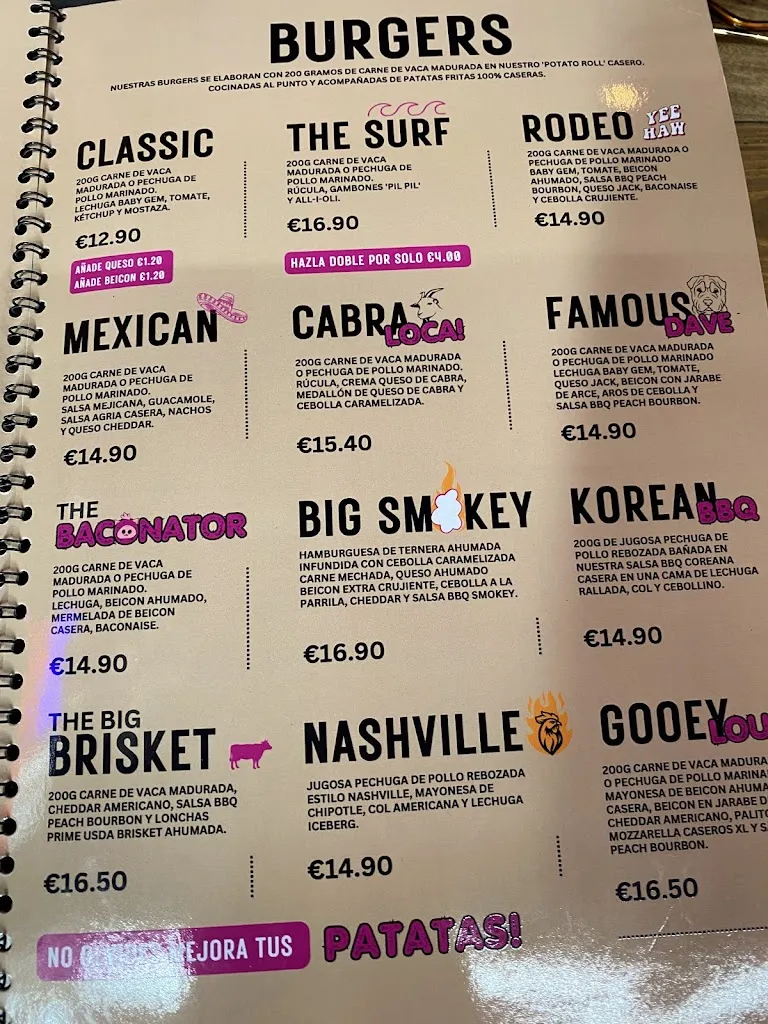 BURGERS
NUESTRAS BURGERS SE ELABORAN CON 200 GRAMOS DE CARNE DE VACA MADURADA EN NUESTRO 'POTATO ROLL' CASERO.
COCINADAS AL PUNTO Y ACOMPAÑADAS DE PATATAS FRITAS 100% CASERAS.
CLASSIC
200G CARNE DE VACA
MADURADA O PECHUGA DE
POLLO MARINADO.
LECHUGA BABY GEM, TOMATE,
KÉTCHUP Y MOSTAZA.
€12.90
AÑADE QUESO €1.20
AÑADE BEICON €1.20
THE SURF
200G CARNE DE VACA
MADURADA O PECHUGA DE
POLLO MARINADO.
RÚCULA, GAMBONES 'PIL PIL'
Y ALL-I-OLI.
€16.90
HAZLA DOBLE POR SOLO €4.00
RODEO
YEE
HAW
200G CARNE DE VACA MADURADA O
PECHUGA DE POLLO MARINADO
BABY GEM, TOMATE, BEICON
AHUMADO, SALSA BBQ PEACH
BOURBON, QUESO JACK, BACONAISE
Y CEBOLLA CRUJIENTE.
€14.90
MEXICAN
200G CARNE DE VACA
MADURADA O PECHUGA DE
POLLO MARINADO.
SALSA MEJICANA, GUACAMOLE,
SALSA AGRIA CASERA, NACHOS
Y QUESO CHEDDAR.
€14.90
CABRA
LOCA!
200G CARNE DE VACA MADURADA
O PECHUGA DE POLLO MARINADO.
RÚCULA, CREMA QUESO DE CABRA,
MEDALLÓN DE QUESO DE CABRA Y
CEBOLLA CARAMELIZADA.
€15.40
FAMOUS
DAVE
200G CARNE DE VACA MADURADA
O PECHUGA DE POLLO MARINADO
LECHUGA BABY GEM, TOMATE,
QUESO JACK, BEICON CON JARABE
DE ARCE, AROS DE CEBOLLA Y
SALSA BBQ PEACH BOURBON.
€14.90
THE
BACONATOR
200G CARNE DE VACA
MADURADA O PECHUGA DE
POLLO MARINADO.
LECHUGA, BEICON AHUMADO,
MERMELADA DE BEICON
CASERA, BACONAISE.
€14.90
BIG SMOKEY
HAMBURGUESA DE TERNERA AHUMADA
INFUNDIDA CON CEBOLLA CARAMELIZADA
CARNE MECHADA, QUESO AHUMADO
BEICON EXTRA CRUJIENTE, CEBOLLA A LA
PARRILA, CHEDDAR Y SALSA BBQ SMOKEY.
€16.90
KOREAN
BBQ
200G DE JUGOSA PECHUGA DE
POLLO REBOZADA BAÑADA EN
NUESTRA SALSA BBQ COREANA
CASERA EN UNA CAMA DE LECHUGA
RALLADA, COL Y CEBOLLINO.
€14.90
THE BIG
BRISKET
200G CARNE DE VACA MADURADA,
CHEDDAR AMERICANO, SALSA BBQ
PEACH BOURBON Y LONCHAS
PRIME USDA BRISKET AHUMADA.
€16.50
NASHVILLE
JUGOSA PECHUGA DE POLLO REBOZADA
ESTILO NASHVILLE, MAYONESA DE
CHIPOTLE, COL AMERICANA Y LECHUGA
ICEBERG.
€14.90
GOOEY
LOU
200G CARNE DE VACA MADURA
O PECHUGA DE POLLO MARINA
MAYONESA DE BEICON AHUMA
CASERA, BEICON EN JARABE D
CHEDDAR AMERICANO, PALITO
MOZZARELLA CASEROS XL Y S
PEACH BOURBON.
€16.50
NO MEJORA TUS
PATATAS!